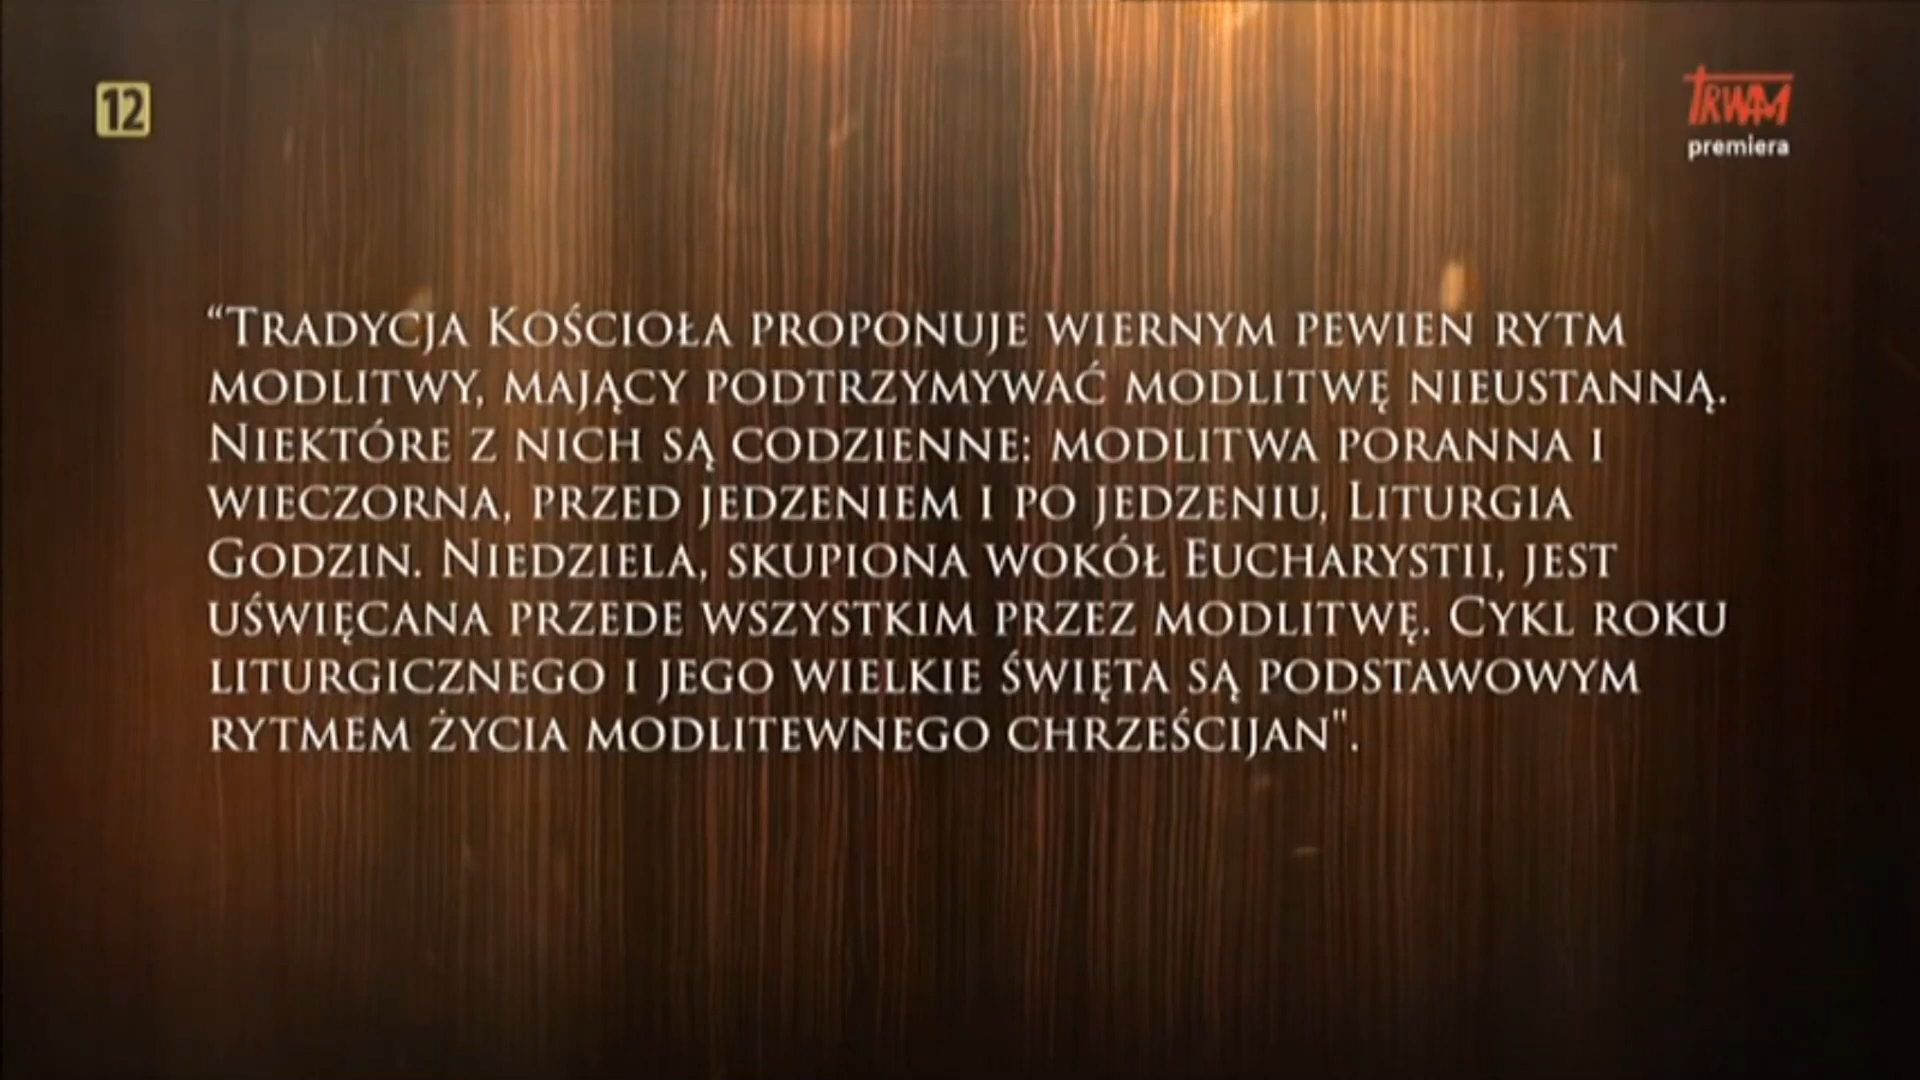 12
TRWAM
premiera
“Tradycja Kościoła proponuje wiernym pewien rytm
modlitwy, mający podtrzymywać modlitwę nieustanną.
Niektóre z nich są codzienne: modlitwa poranna i
wieczorna, przed jedzeniem i po jedzeniu, Liturgia
Godzin. Niedziela, skupiona wokół Eucharystii, jest
uświęcana przede wszystkim przez modlitwę. Cykl roku
liturgicznego i jego wielkie święta są podstawowym
rytmem życia modlitewnego chrześcijan".